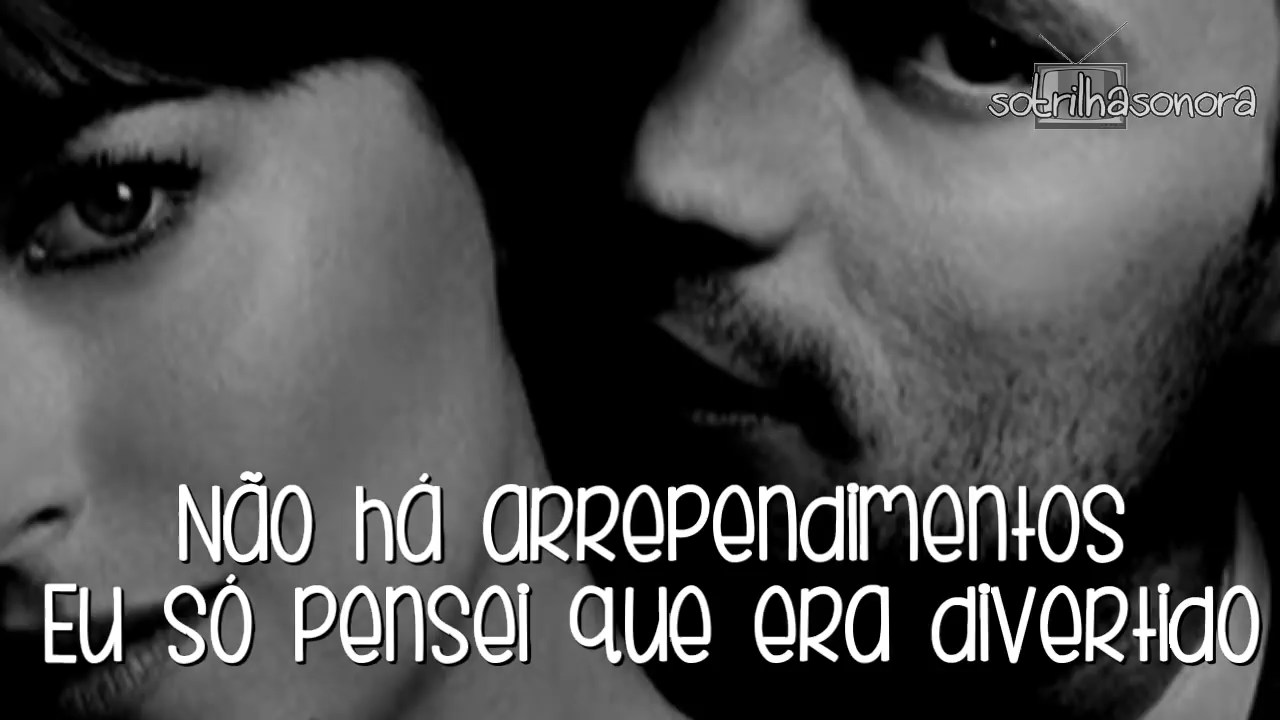 sotrilhasonora
Não há arrependimentos
Eu só pensei que era divertido